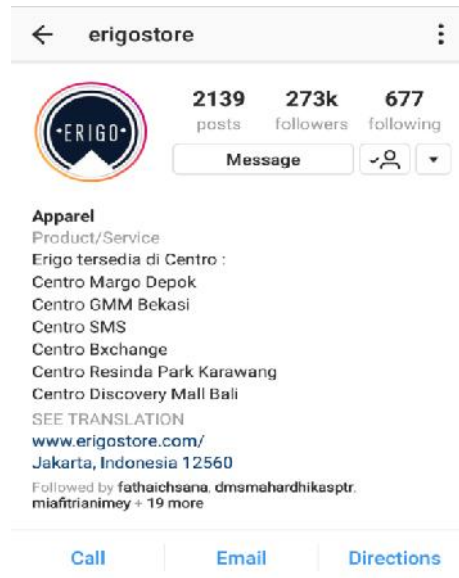 erigostore
•ERIGO•
2139 273k 677
posts followers following
Message
Apparel
Product/Service
Erigo tersedia di Centro :
Centro Margo Depok
Centro GMM Bekasi
Centro SMS
Centro Bxchange
Centro Resinda Park Karawang
Centro Discovery Mall Bali
SEE TRANSLATION
www.erigostore.com/
Jakarta, Indonesia 12560
Followed by fathaichsana, dmsmahardhikasptr,
miafitrianimey + 19 more
Call Email Directions